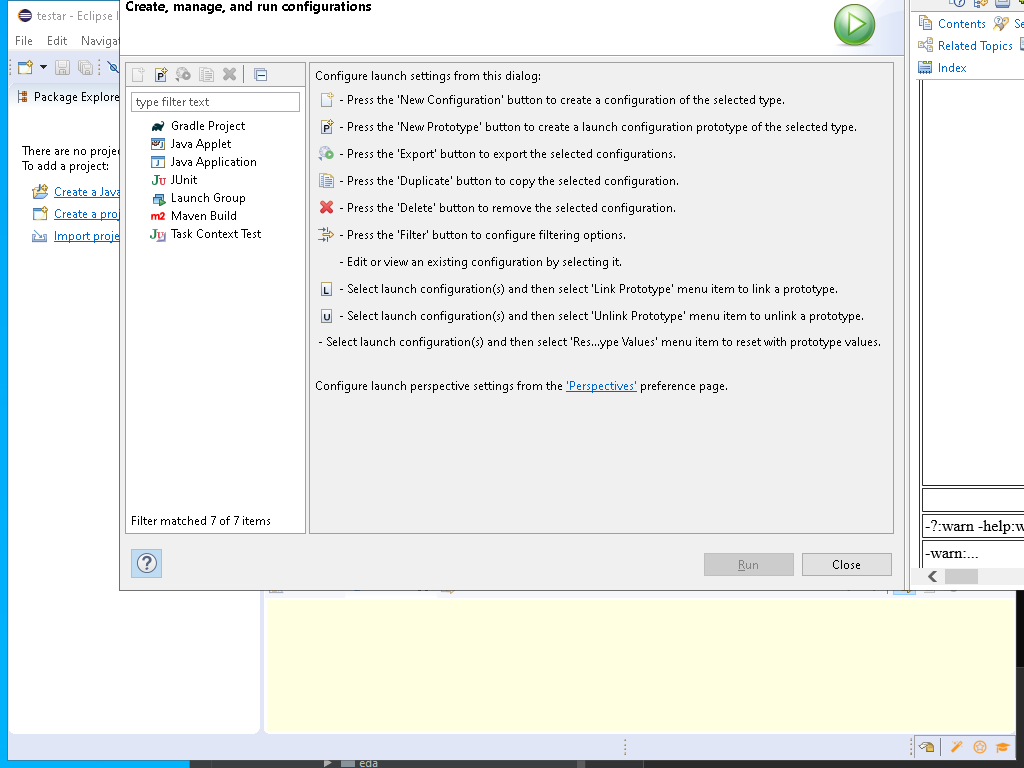 Create, manage, and run configurations
testar - Eclipse I
File Edit Navigat
Package Explore
There are no projec
To add a project:
Create a Java
Create a proj
Import proje
type filter text
Gradle Project
Java Applet
Java Application
JUnit
Launch Group
Maven Build
Task Context Test
Filter matched 7 of 7 items
Configure launch settings from this dialog:
- Press the 'New Configuration' button to create a configuration of the selected type.
- Press the 'New Prototype' button to create a launch configuration prototype of the selected type.
- Press the 'Export' button to export the selected configurations.
- Press the 'Duplicate' button to copy the selected configuration.
- Press the 'Delete' button to remove the selected configuration.
- Press the 'Filter' button to configure filtering options.
- Edit or view an existing configuration by selecting it.
- Select launch configuration(s) and then select 'Link Prototype' menu item to link a prototype.
- Select launch configuration(s) and then select 'Unlink Prototype' menu item to unlink a prototype.
- Select launch configuration(s) and then select 'Res...ype Values' menu item to reset with prototype values.
Configure launch perspective settings from the 'Perspectives' preference page.
Run Close
Contents Se
Related Topics
Index
-?:warn -help:w
-warn:...
eda